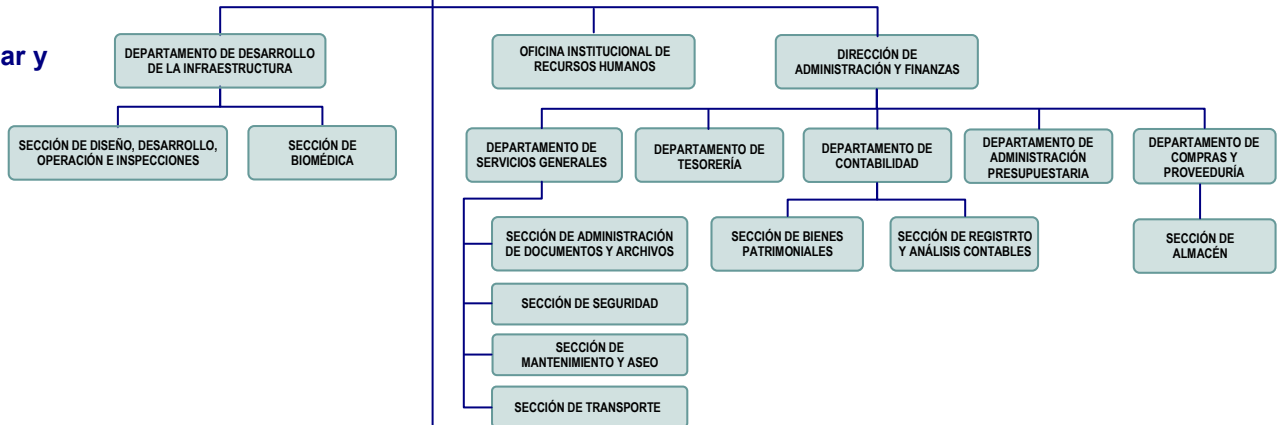 ar y
DEPARTAMENTO DE DESARROLLO
DE LA INFRAESTRUCTURA
OFICINA INSTITUCIONAL DE
RECURSOS HUMANOS
DIRECCIÓN DE
ADMINISTRACIÓN Y FINANZAS
SECCIÓN DE DISEÑO, DESARROLLO,
OPERACIÓN E INSPECCIONES
SECCIÓN DE
BIOMÉDICA
DEPARTAMENTO DE
SERVICIOS GENERALES
DEPARTAMENTO DE
TESORERÍA
DEPARTAMENTO DE
CONTABILIDAD
DEPARTAMENTO DE
ADMINISTRACIÓN
PRESUPUESTARIA
DEPARTAMENTO DE
COMPRAS Y
PROVEEDURÍA
SECCIÓN DE ADMINISTRACIÓN
DE DOCUMENTOS Y ARCHIVOS
SECCIÓN DE BIENES
PATRIMONIALES
SECCIÓN DE REGISTRTO
Y ANÁLISIS CONTABLES
SECCIÓN DE
ALMACÉN
SECCIÓN DE SEGURIDAD
SECCIÓN DE
MANTENIMIENTO Y ASEO
SECCIÓN DE TRANSPORTE